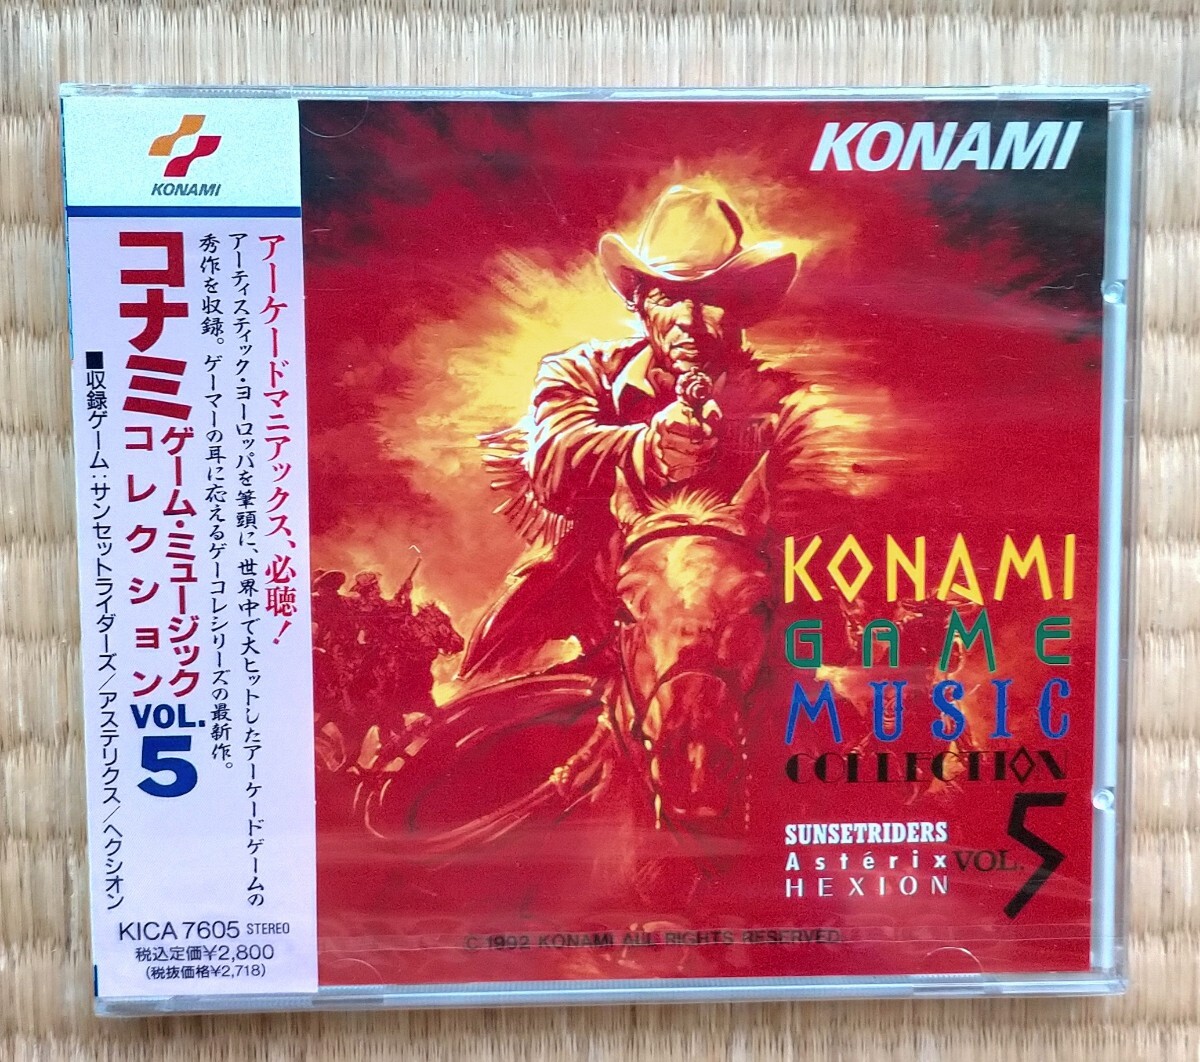 KONAMI
アーケードマニアックス、必聴！
アーティスティック・ヨーロッパを筆頭に、世界中で大ヒットしたアーケードゲームの
秀作を収録。ゲーマーの耳に応えるゲーコレシリーズの最新作。
コナミ
ゲーム・ミュージック
コレクション
VOL.
5
■収録ゲーム：サンセットライダーズ／アステリクス／ヘクシオン
KICA 7605 STEREO
税込定価¥2,800
(税抜価格¥2,718)
KONAMI
KONAMI
GAME
MUSIC
COLLECTION
SUNSETRIDERS
Astérix
HEXION
VOL. 5
© 1992 KONAMI ALL RIGHTS RESERVED.